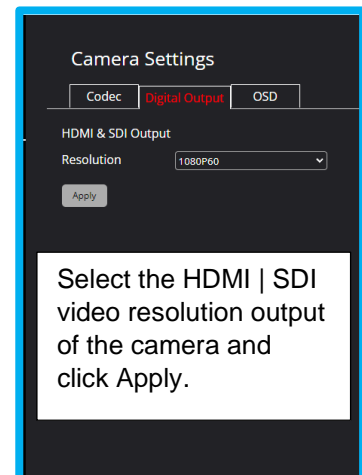 Camera Settings
Codec Digital Output OSD
HDMI & SDI Output
Resolution 1080P60
Apply
Select the HDMI | SDI
video resolution output
of the camera and
click Apply.